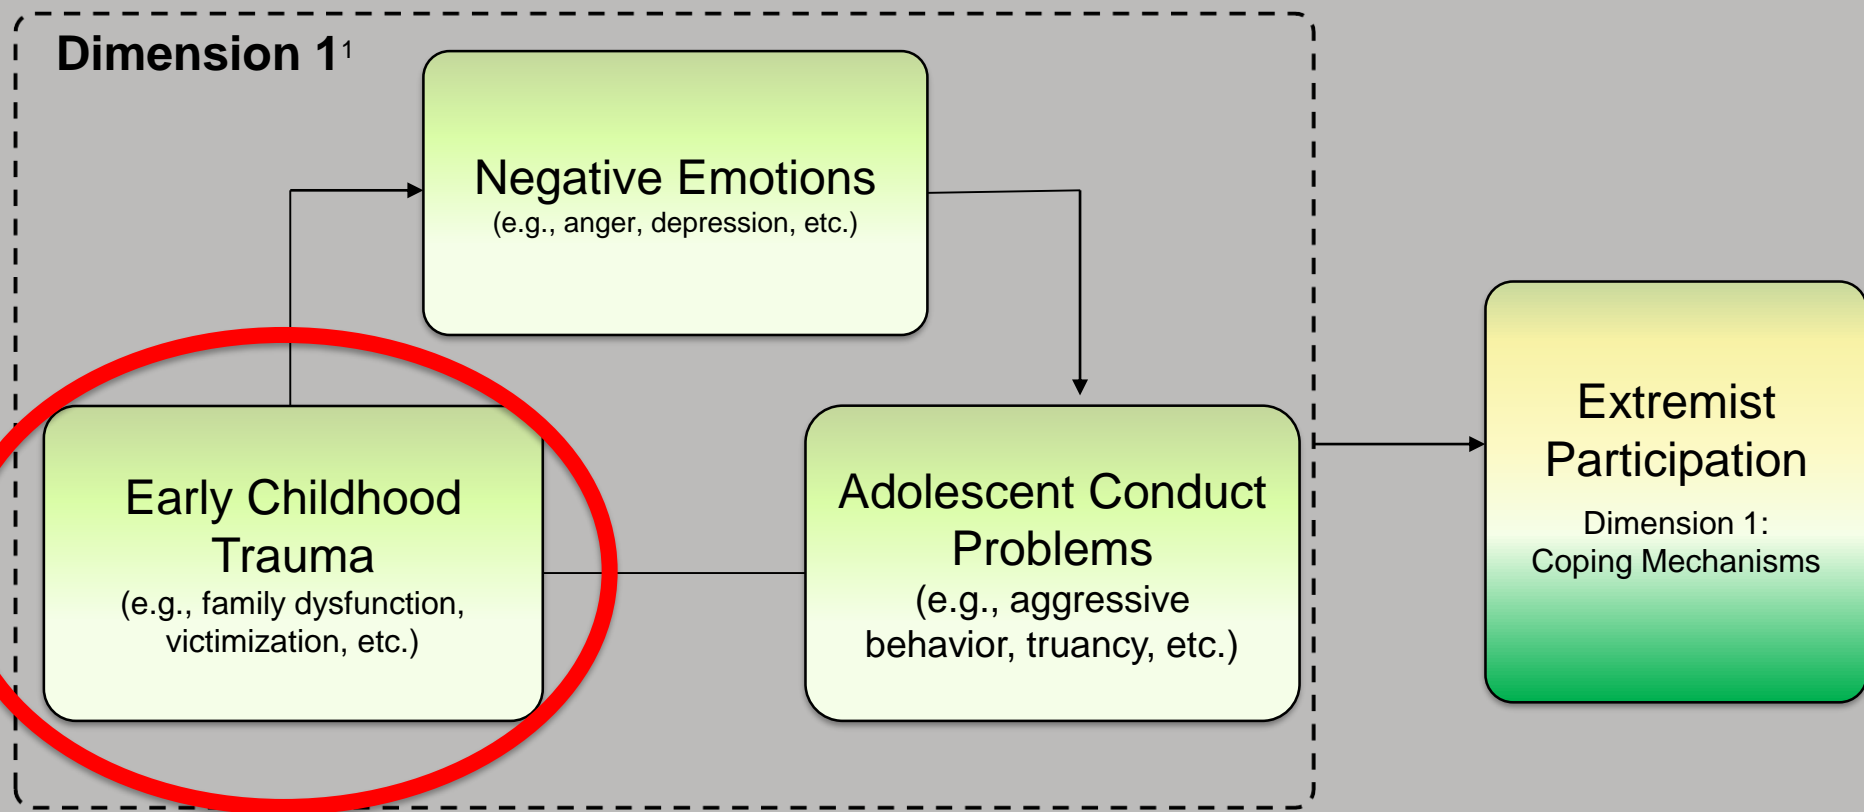 Dimension 1¹
Negative Emotions
(e.g., anger, depression, etc.)
Early Childhood
Trauma
(e.g., family dysfunction,
victimization, etc.)
Adolescent Conduct
Problems
(e.g., aggressive
behavior, truancy, etc.)
Extremist
Participation
Dimension 1:
Coping Mechanisms